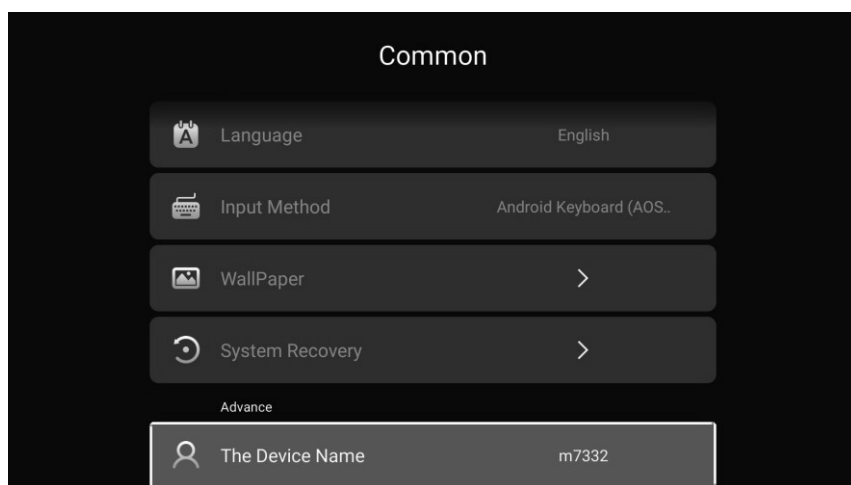 Common
Language English
Input Method Android Keyboard (AOS..
WallPaper
System Recovery
Advance
The Device Name m7332